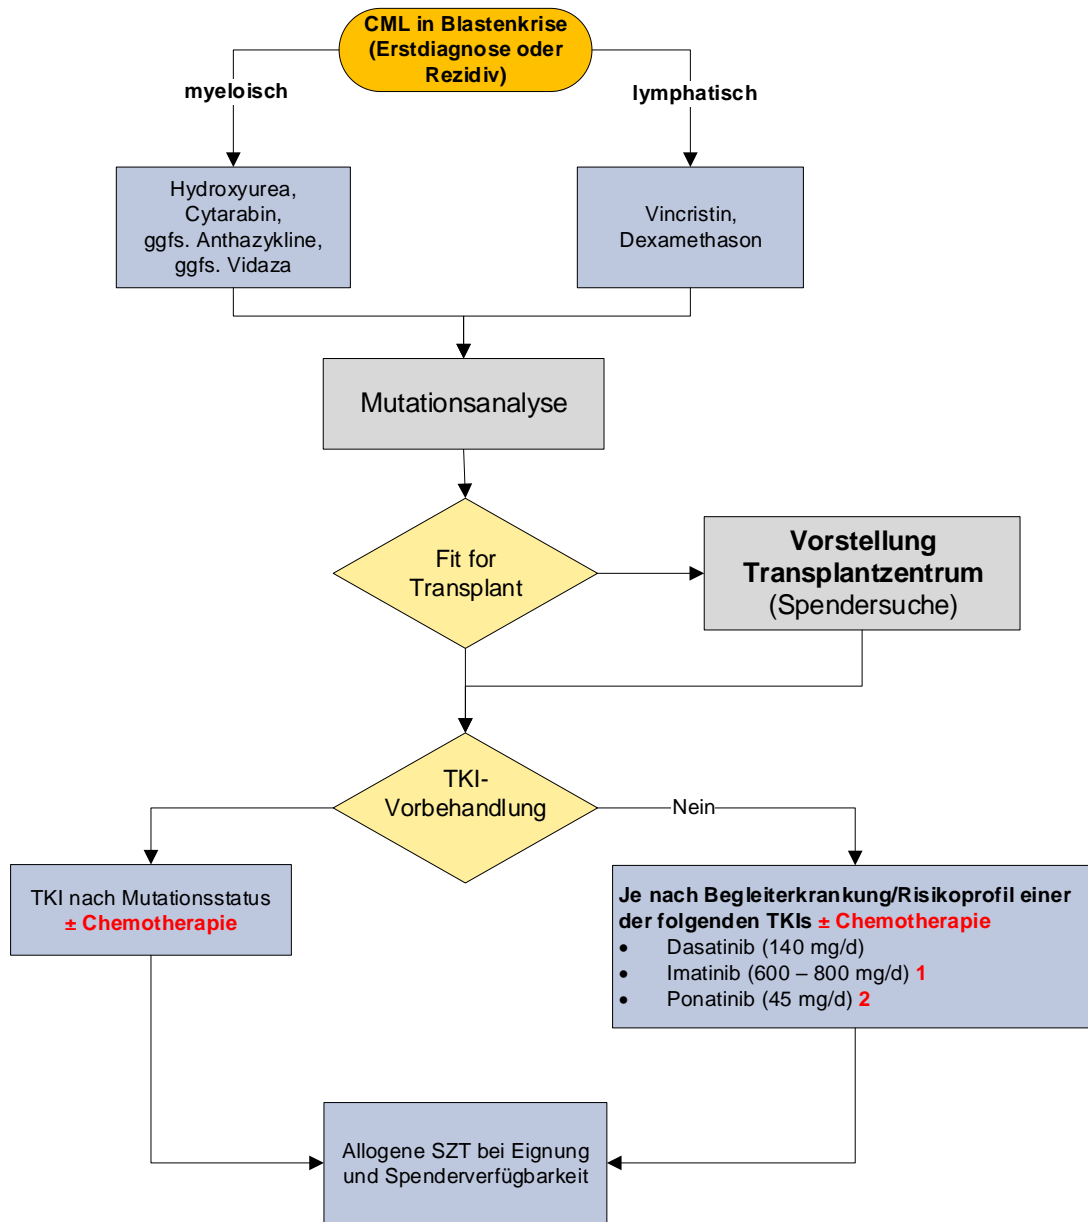 CML in Blastenkrise
(Erstdiagnose oder
Rezidiv)
myeloisch
lymphatisch
Hydroxyurea,
Cytarabin,
ggfs. Anthazykline,
ggfs. Vidaza
Vincristin,
Dexamethason
Mutationsanalyse
Fit for
Transplant
Vorstellung
Transplantzentrum
(Spendersuche)
TKI-
Vorbehandlung
Nein
TKI nach Mutationsstatus
± Chemotherapie
Je nach Begleiterkrankung/Risikoprofil einer
der folgenden TKIs ± Chemotherapie
• Dasatinib (140 mg/d)
• Imatinib (600 – 800 mg/d) 1
• Ponatinib (45 mg/d) 2
Allogene SZT bei Eignung
und Spenderverfügbarkeit